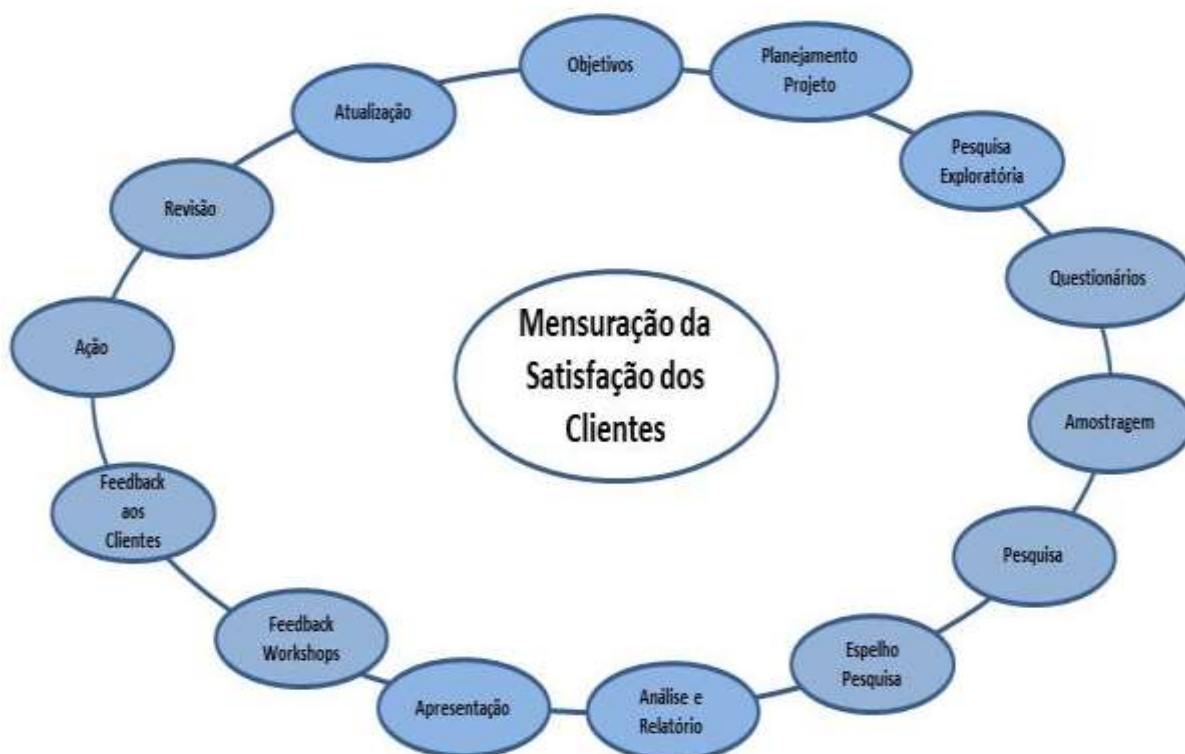 Objetivos
Planejamento
Projeto
Pesquisa
Exploratória
Questionários
Amostragem
Pesquisa
Espelho
Pesquisa
Análise e
Relatório
Apresentação
Feedback
Workshops
Feedback
aos
Clientes
Ação
Revisão
Atualização
Mensuração da
Satisfação dos
Clientes